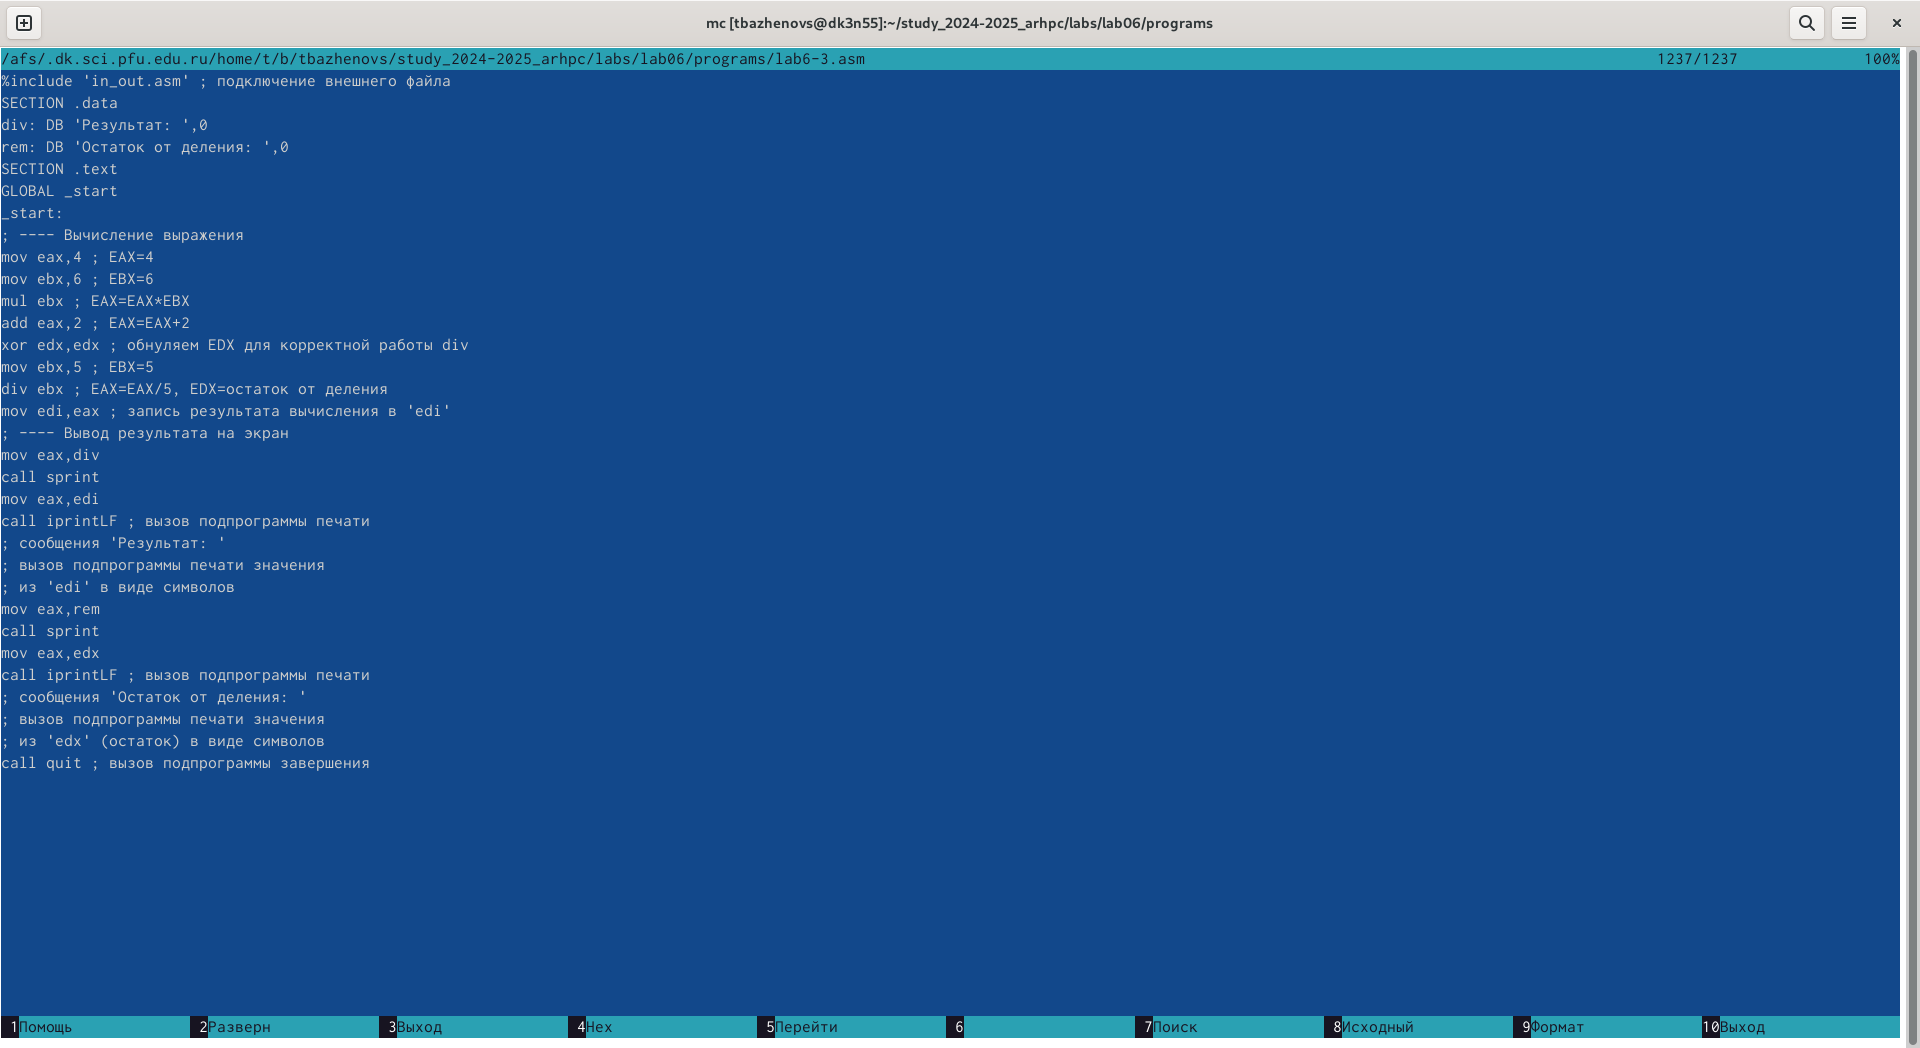 mc [tbazhenovs@dk3n55]:~/study_2024-2025_arhpc/labs/lab06/programs
/afs/.dk.sci.pfu.edu.ru/home/t/b/tbazhenovs/study_2024-2025_arhpc/labs/lab06/programs/lab6-3.asm 1237/1237 100%
%include 'in_out.asm' ; подключение внешнего файла
SECTION .data
div: DB 'Результат: ',0
rem: DB 'Остаток от деления: ',0
SECTION .text
GLOBAL _start
_start:
; ---- Вычисление выражения
mov eax,4 ; EAX=4
mov ebx,6 ; EBX=6
mul ebx ; EAX=EAX*EBX
add eax,2 ; EAX=EAX+2
xor edx,edx ; обнуляем EDX для корректной работы div
mov ebx,5 ; EBX=5
div ebx ; EAX=EAX/5, EDX=остаток от деления
mov edi,eax ; запись результата вычисления в 'edi'
; ---- Вывод результата на экран
mov eax,div
call sprint
mov eax,edi
call iprintLF ; вызов подпрограммы печати
; сообщения 'Результат: '
; вызов подпрограммы печати значения
; из 'edi' в виде символов
mov eax,rem
call sprint
mov eax,edx
call iprintLF ; вызов подпрограммы печати
; сообщения 'Остаток от деления: '
; вызов подпрограммы печати значения
; из 'edx' (остаток) в виде символов
call quit ; вызов подпрограммы завершения
1Помощь 2Разверн 3Выход 4Hex 5Перейти 6 7Поиск 8Исходный 9Формат 10Выход